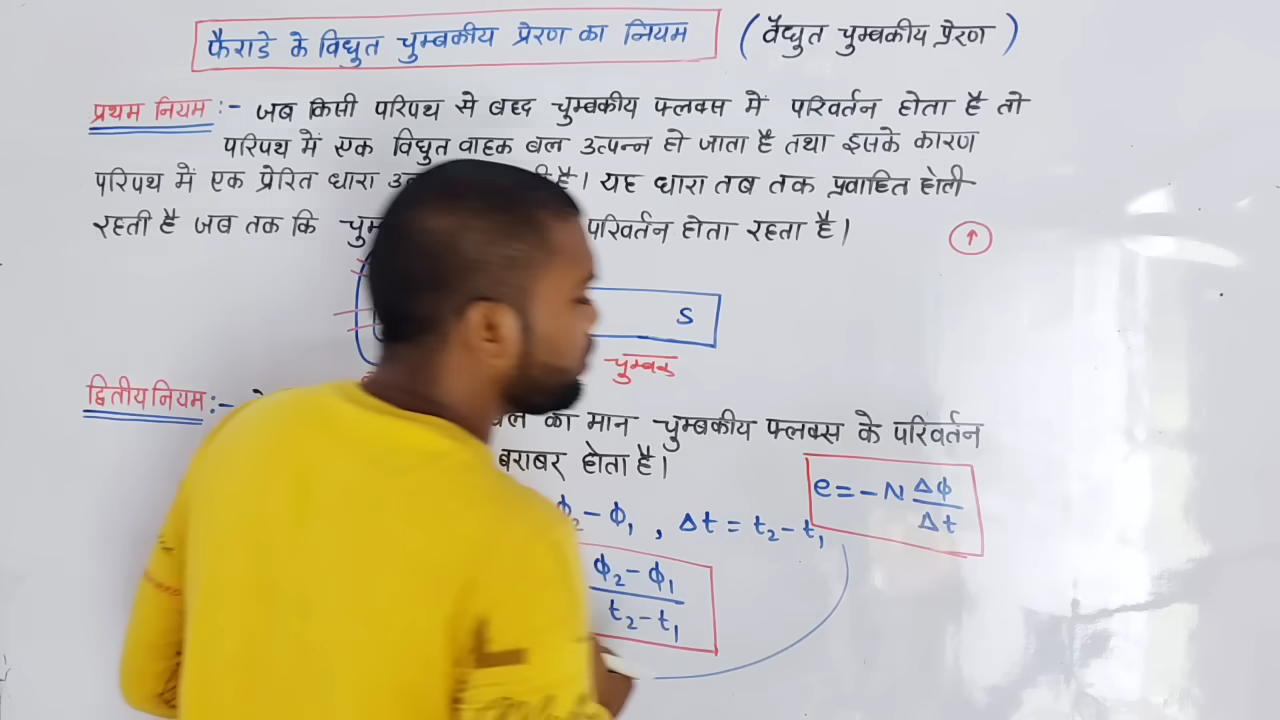 फैराडे के विद्युत चुम्बकीय प्रेरण का नियम (वैद्युत चुम्बकीय प्रेरण)
प्रथम नियम :- जब किसी परिपथ से बद्ध चुम्बकीय फ्लक्स में परिवर्तन होता है तो
परिपथ में एक विद्युत वाहक बल उत्पन्न हो जाता है तथा इसके कारण
परिपथ में एक प्रेरित धारा है। यह धारा तब तक प्रवाहित होती
रहती है जब तक कि परिवर्तन होता रहता है।
↑
S
चुम्बक
द्वितीय नियम :- का मान चुम्बकीय फ्लक्स के परिवर्तन
बराबर होता है।
e = -N Δϕ/Δt
ϕ₂ - ϕ₁ , Δt = t₂ - t₁
ϕ₂ - ϕ₁ / t₂ - t₁